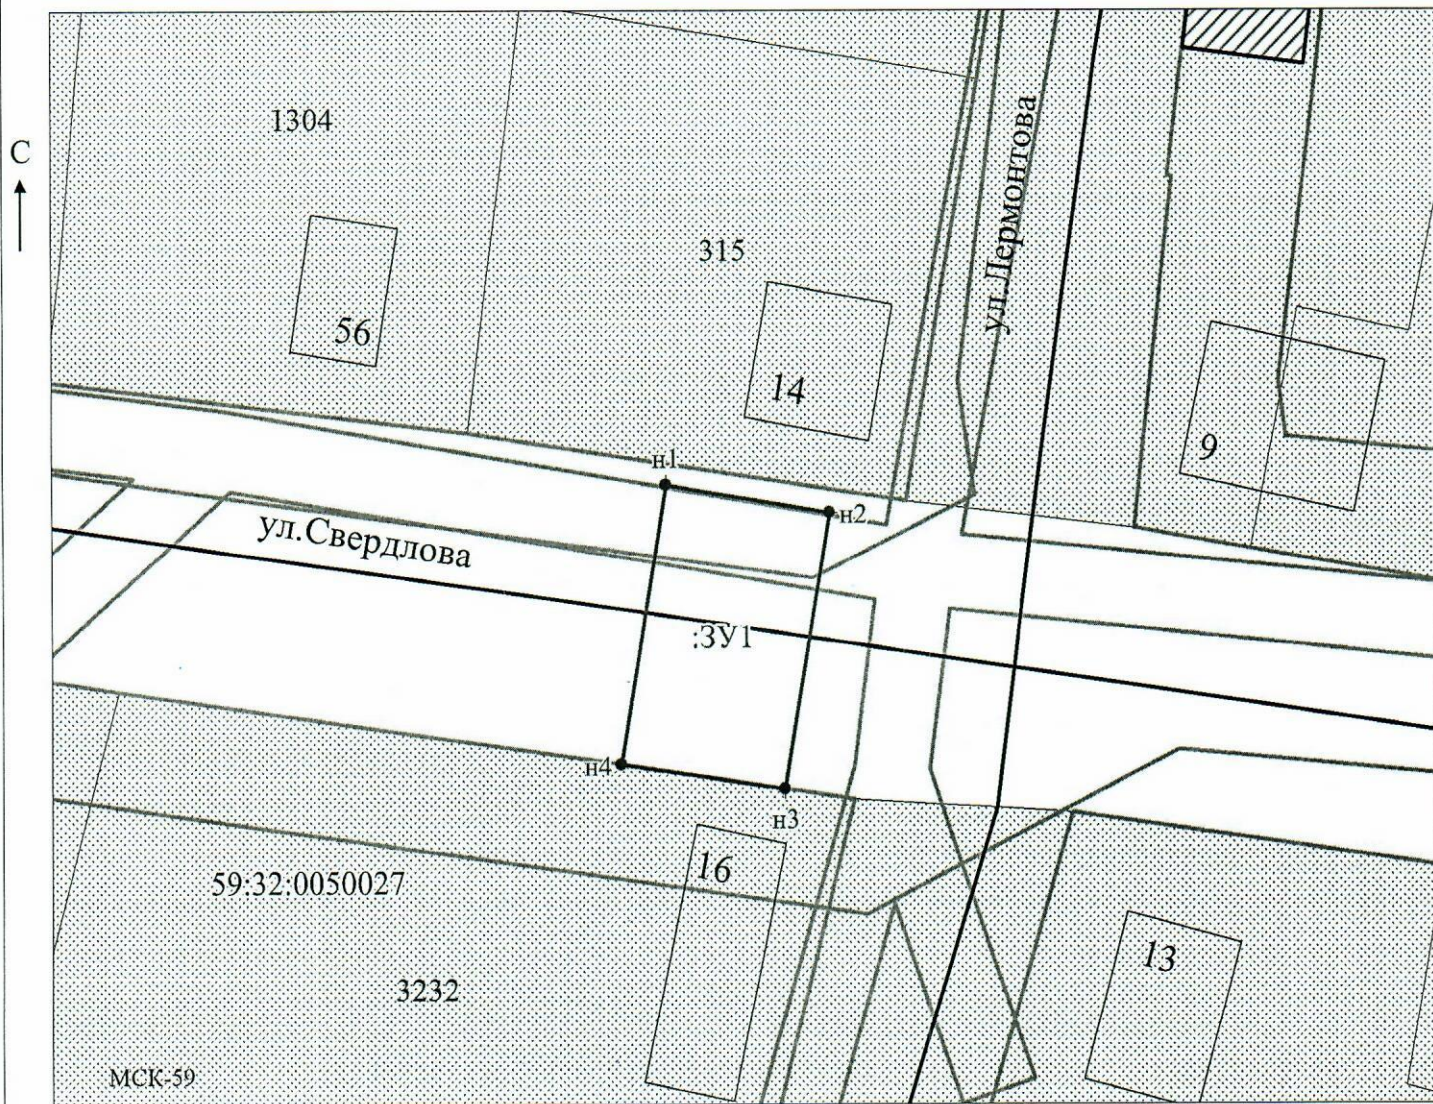 1304
С
315
ул.Лермонтова
56
14
9
н1
н2
ул.Свердлова
:ЗУ1
н4
н3
16
59:32:0050027
13
3232
МСК-59